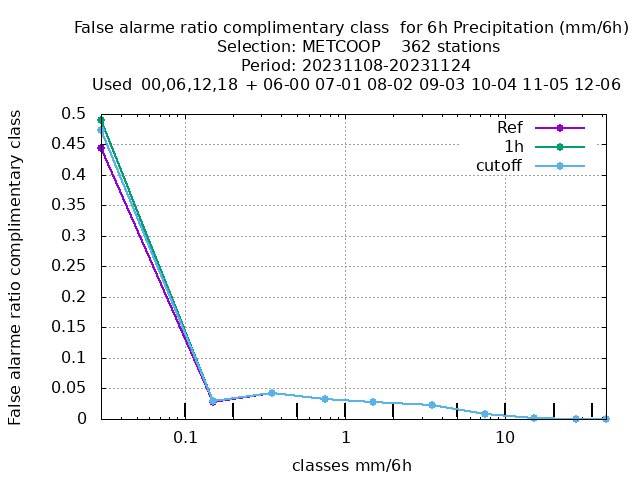 False alarme ratio complimentary class  for 6h Precipitation (mm/6h)
Selection: METCOOP    362 stations
Period: 20231108-20231124
Used  00,06,12,18  + 06-00 07-01 08-02 09-03 10-04 11-05 12-06
False alarme ratio complimentary class
0.5
0.45
0.4
0.35
0.3
0.25
0.2
0.15
0.1
0.05
0
Ref
1h
cutoff
0.1
1
10
classes mm/6h